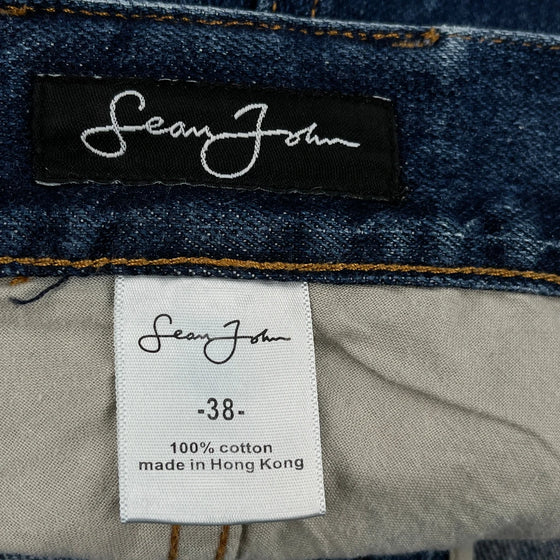 Sean John
Sean John
-38-
100% cotton
made in Hong Kong